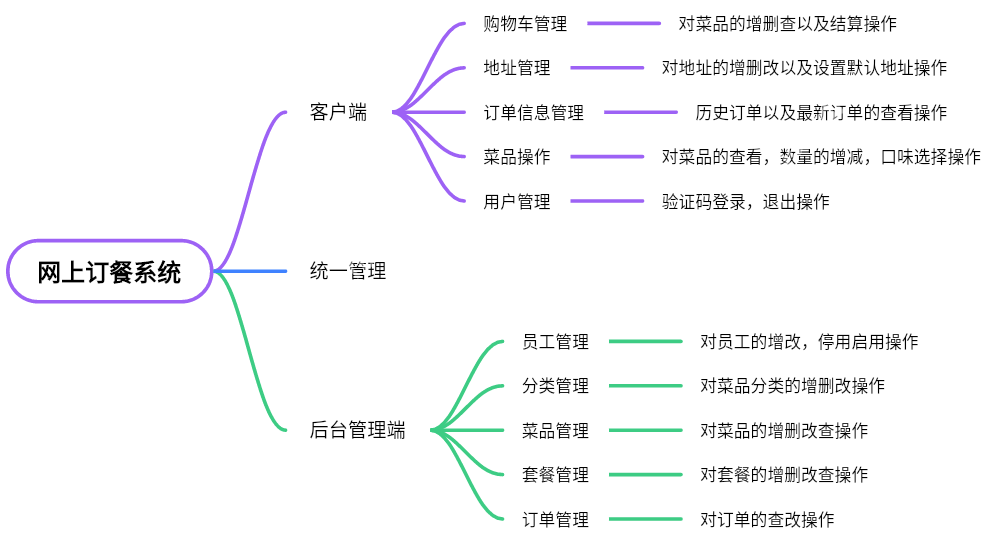 网上订餐系统
客户端
购物车管理
对菜品的增删查以及结算操作
地址管理
对地址的增删改以及设置默认地址操作
订单信息管理
历史订单以及最新订单的查看操作
菜品操作
对菜品的查看，数量的增减，口味选择操作
用户管理
验证码登录，退出操作
统一管理
后台管理端
员工管理
对员工的增改，停用启用操作
分类管理
对菜品分类的增删改操作
菜品管理
对菜品的增删改查操作
套餐管理
对套餐的增删改查操作
订单管理
对订单的查改操作